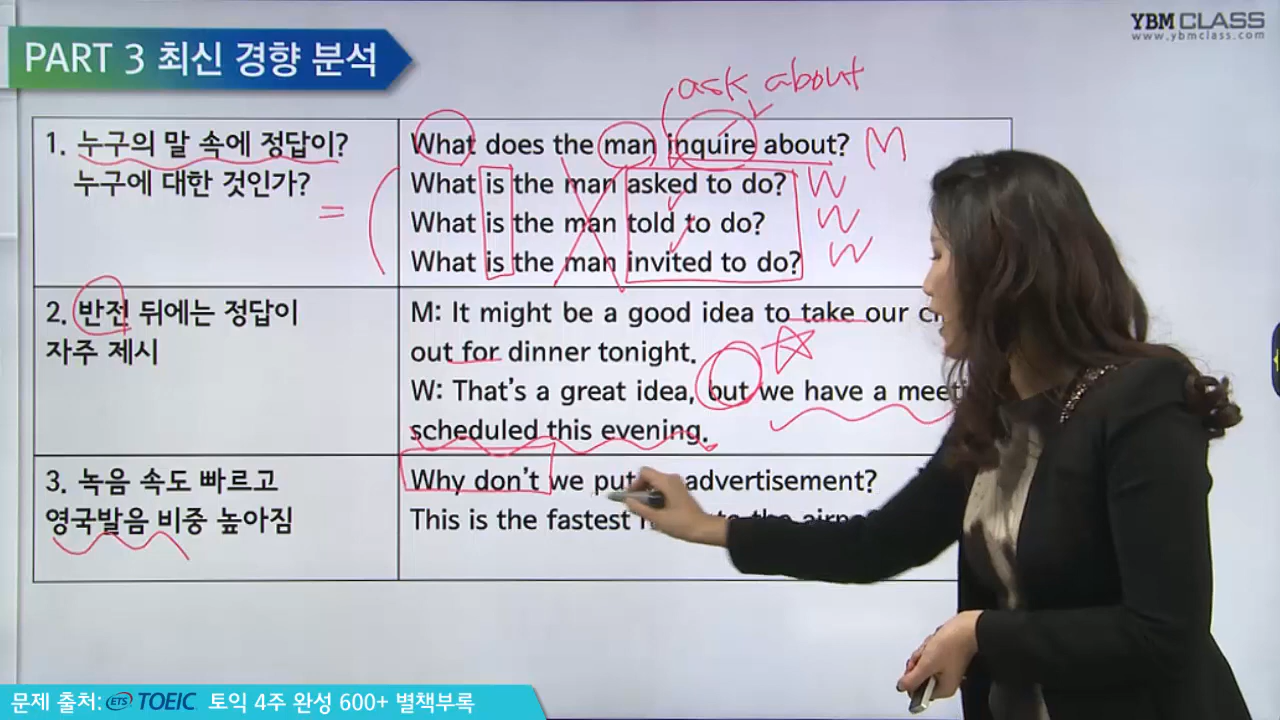 YBM CLASS
www.ybmclass.com
PART 3 최신 경향 분석
ask about
1. 누구의 말 속에 정답이?
누구에 대한 것인가?
=
What does the man inquire about? M
What is the man asked to do? W
What is the man told to do? W
What is the man invited to do? W
2. 반전 뒤에는 정답이
자주 제시
M: It might be a good idea to take our
out for dinner tonight.
W: That's a great idea, but we have a
scheduled this evening.
3. 녹음 속도 빠르고
영국발음 비중 높아짐
Why don't we put advertisement?
This is the fastest to the
문제 출처: ETS TOEIC 토익 4주 완성 600+ 별책부록